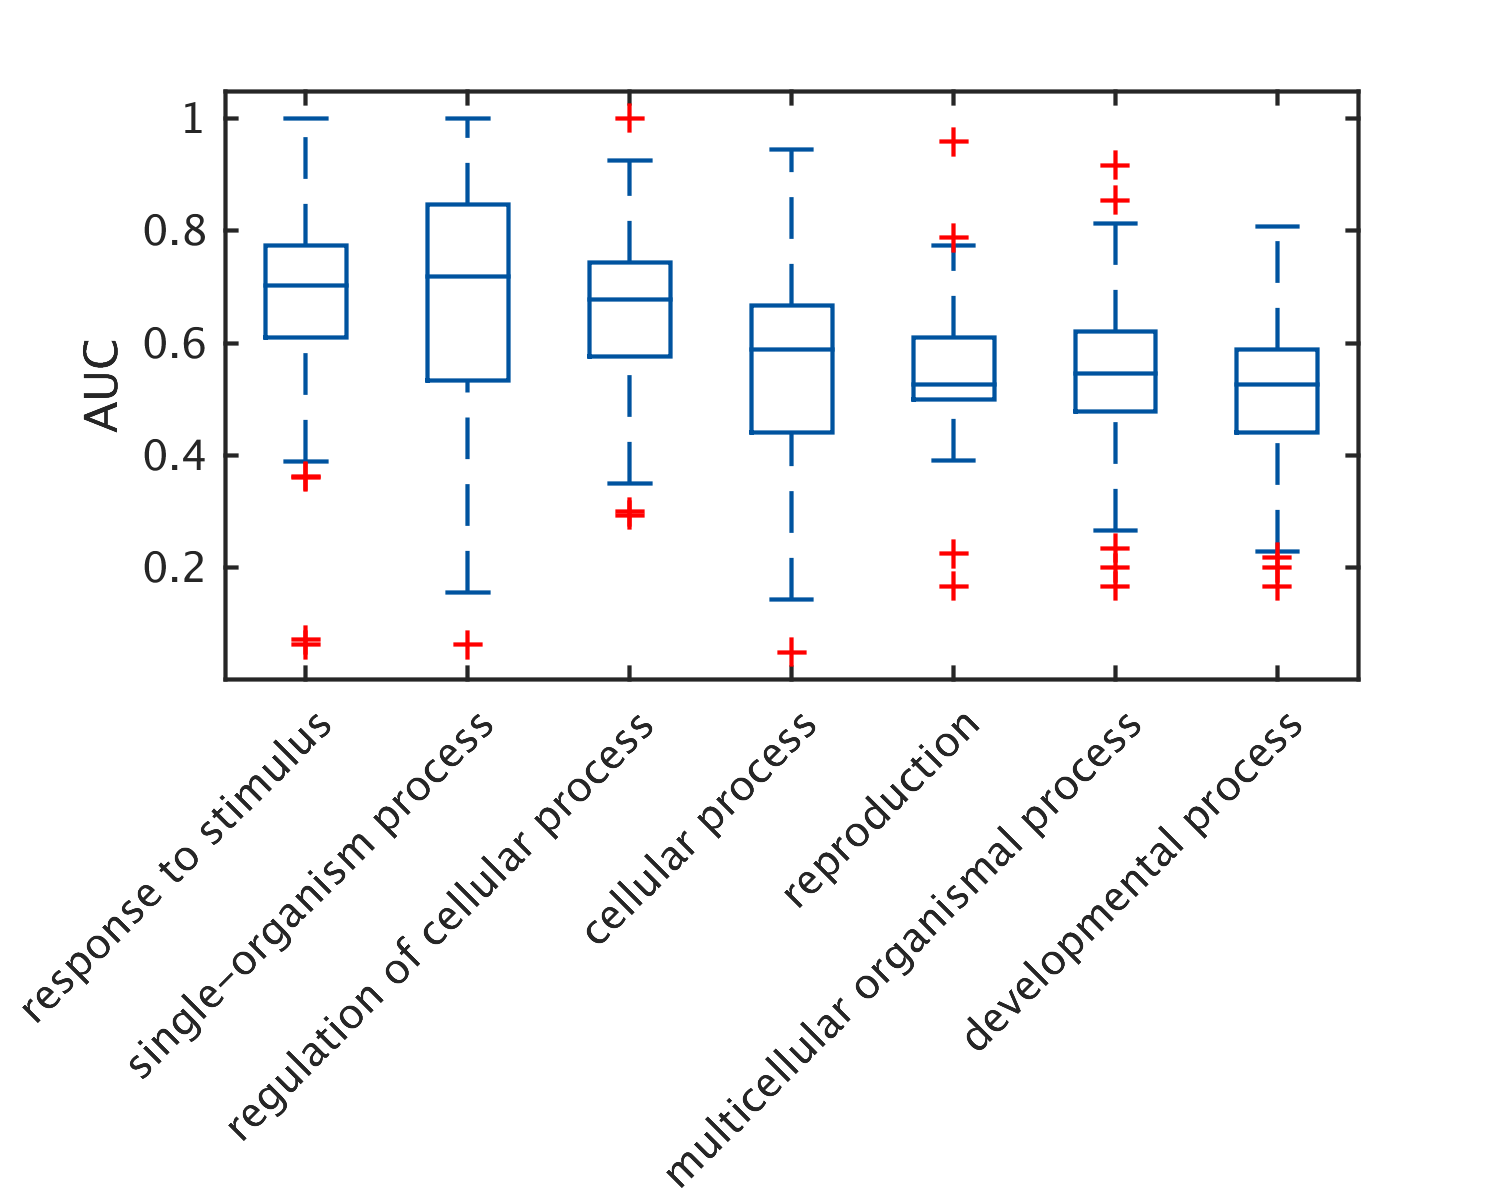 1
0.8
0.6
0.4
0.2
AUC
response to stimulus
single−organism process
regulation of cellular process
cellular process
reproduction
multicellular organismal process
developmental process